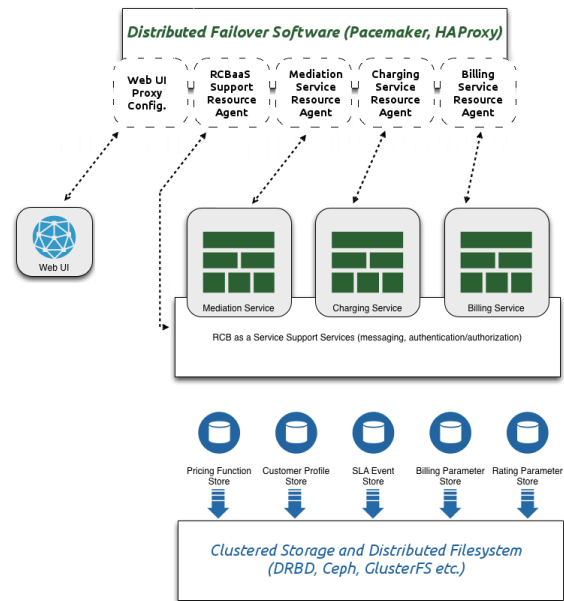 Distributed Failover Software (Pacemaker, HAProxy)
Web UI
Proxy
Config.
RCBaaS
Support
Resource
Agent
Mediation
Service
Resource
Agent
Charging
Service
Resource
Agent
Billing
Service
Resource
Agent
Web UI
Mediation Service
Charging Service
Billing Service
RCB as a Service Support Services (messaging, authentication/authorization)
Pricing Function
Store
Customer Profile
Store
SLA Event
Store
Billing Parameter
Store
Rating Parameter
Store
Clustered Storage and Distributed Filesystem
(DRBD, Ceph, GlusterFS etc.)